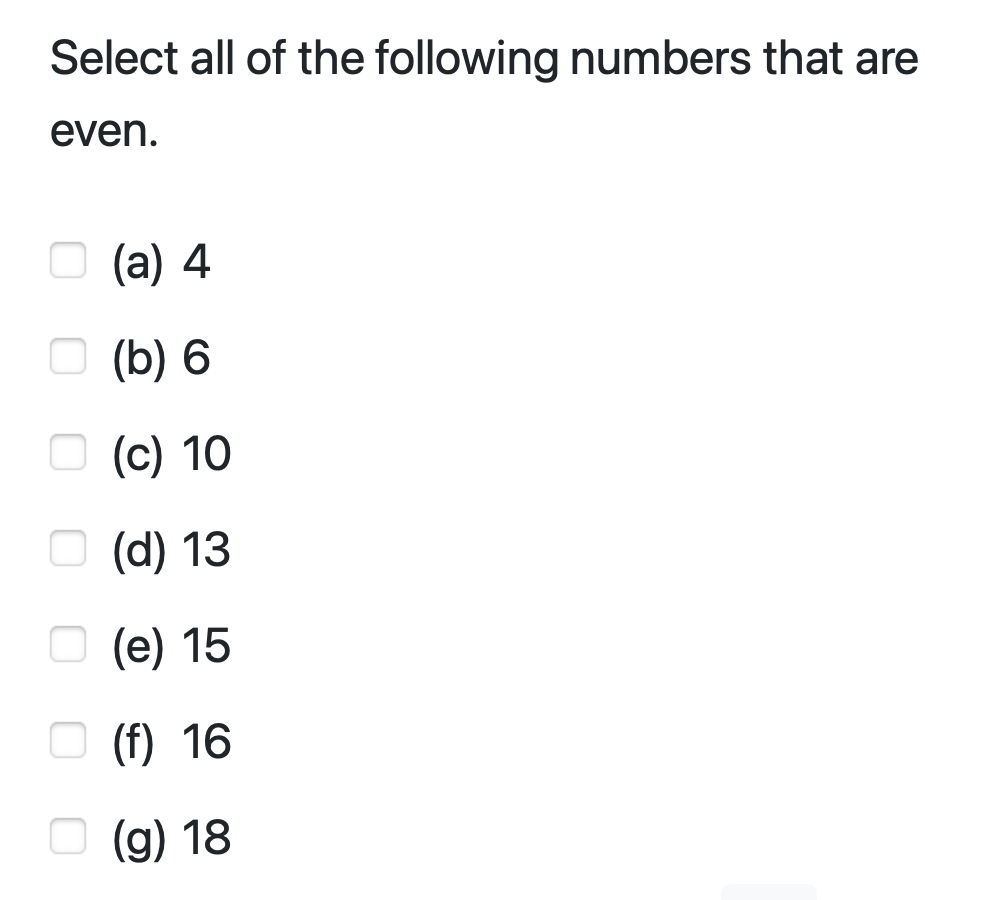 Select all of the following numbers that are
even.
(a) 4
(b) 6
(c) 10
(d) 13
(e) 15
(f) 16
(g) 18